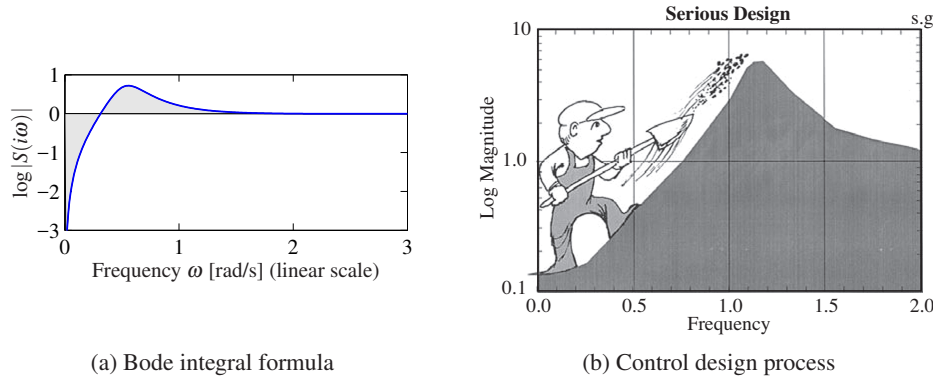 1
0
−1
−2
−3
log|S(iω)|
0 1 2 3
Frequency ω [rad/s] (linear scale)
(a) Bode integral formula
Serious Design
s.g
10
1.0
0.1
Log Magnitude
0.0 0.5 1.0 1.5 2.0
Frequency
(b) Control design process